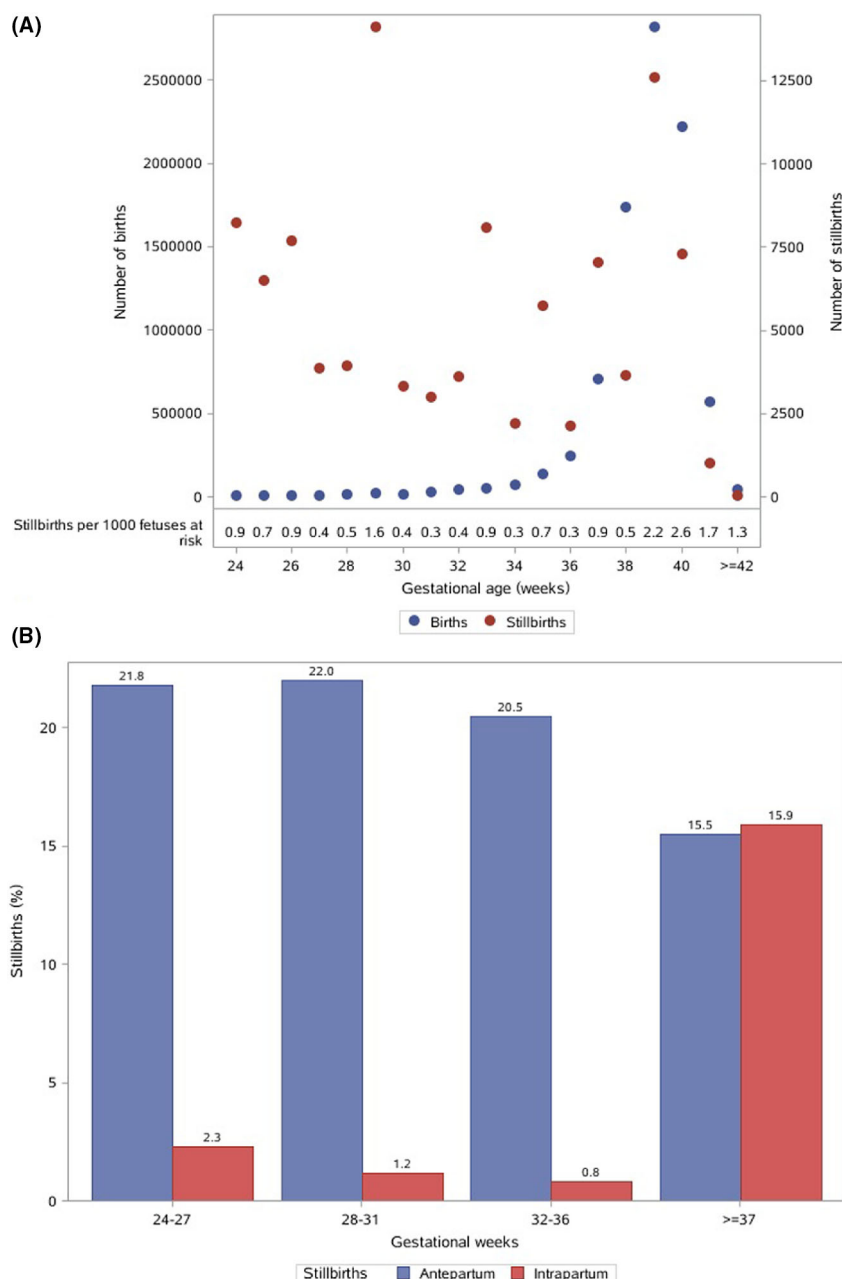 (A)
2500000
2000000
1500000
1000000
500000
0
Number of births
12500
10000
7500
5000
2500
0
Number of stillbirths
Stillbirths per 1000 fetuses at
risk
0.9 0.7 0.9 0.4 0.5 1.6 0.4 0.3 0.4 0.9 0.3 0.7 0.3 0.9 0.5 2.2 2.6 1.7 1.3
24 26 28 30 32 34 36 38 40 >=42
Gestational age (weeks)
Births Stillbirths
(B)
20
15
10
5
0
Stillbirths (%)
21.8
2.3
22.0
1.2
20.5
0.8
15.5
15.9
24-27 28-31 32-36 >=37
Gestational weeks
Stillbirths Antepartum Intrapartum